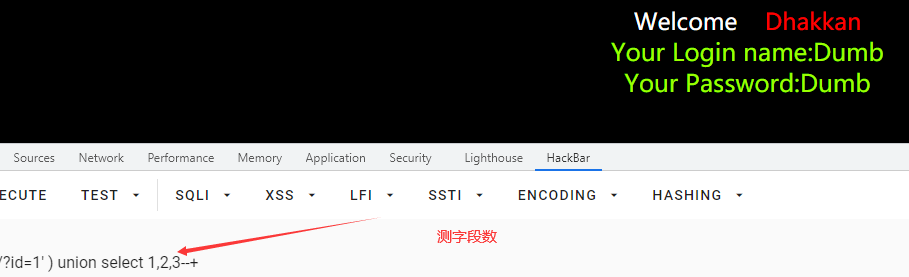 Welcome Dhakkan
Your Login name:Dumb
Your Password:Dumb
Sources Network Performance Memory Application Security Lighthouse HackBar
ECUTE TEST SQLI XSS LFI SSTI ENCODING HASHING
测字段数
/?id=1' ) union select 1,2,3--+